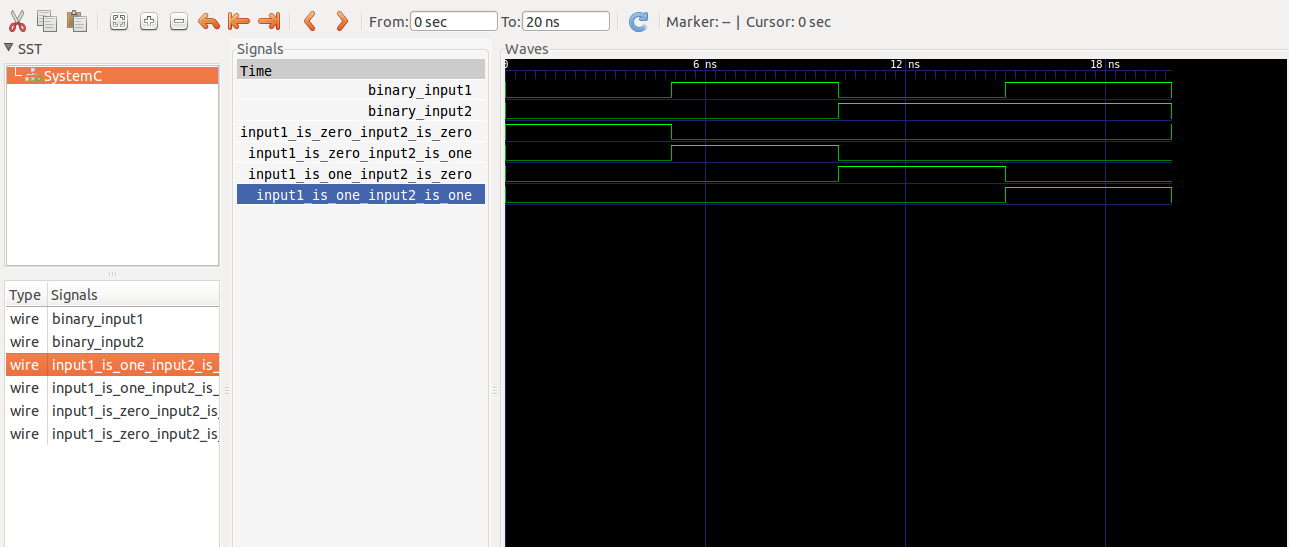 From: 0 sec To: 20 ns Marker: -- | Cursor: 0 sec
SST
SystemC
Type Signals
wire binary_input1
wire binary_input2
wire input1_is_one_input2_is_
wire input1_is_one_input2_is_
wire input1_is_zero_input2_is_
wire input1_is_zero_input2_is_
Signals
Time
binary_input1
binary_input2
input1_is_zero_input2_is_zero
input1_is_zero_input2_is_one
input1_is_one_input2_is_zero
input1_is_one_input2_is_one
Waves
0 6 ns 12 ns 18 ns